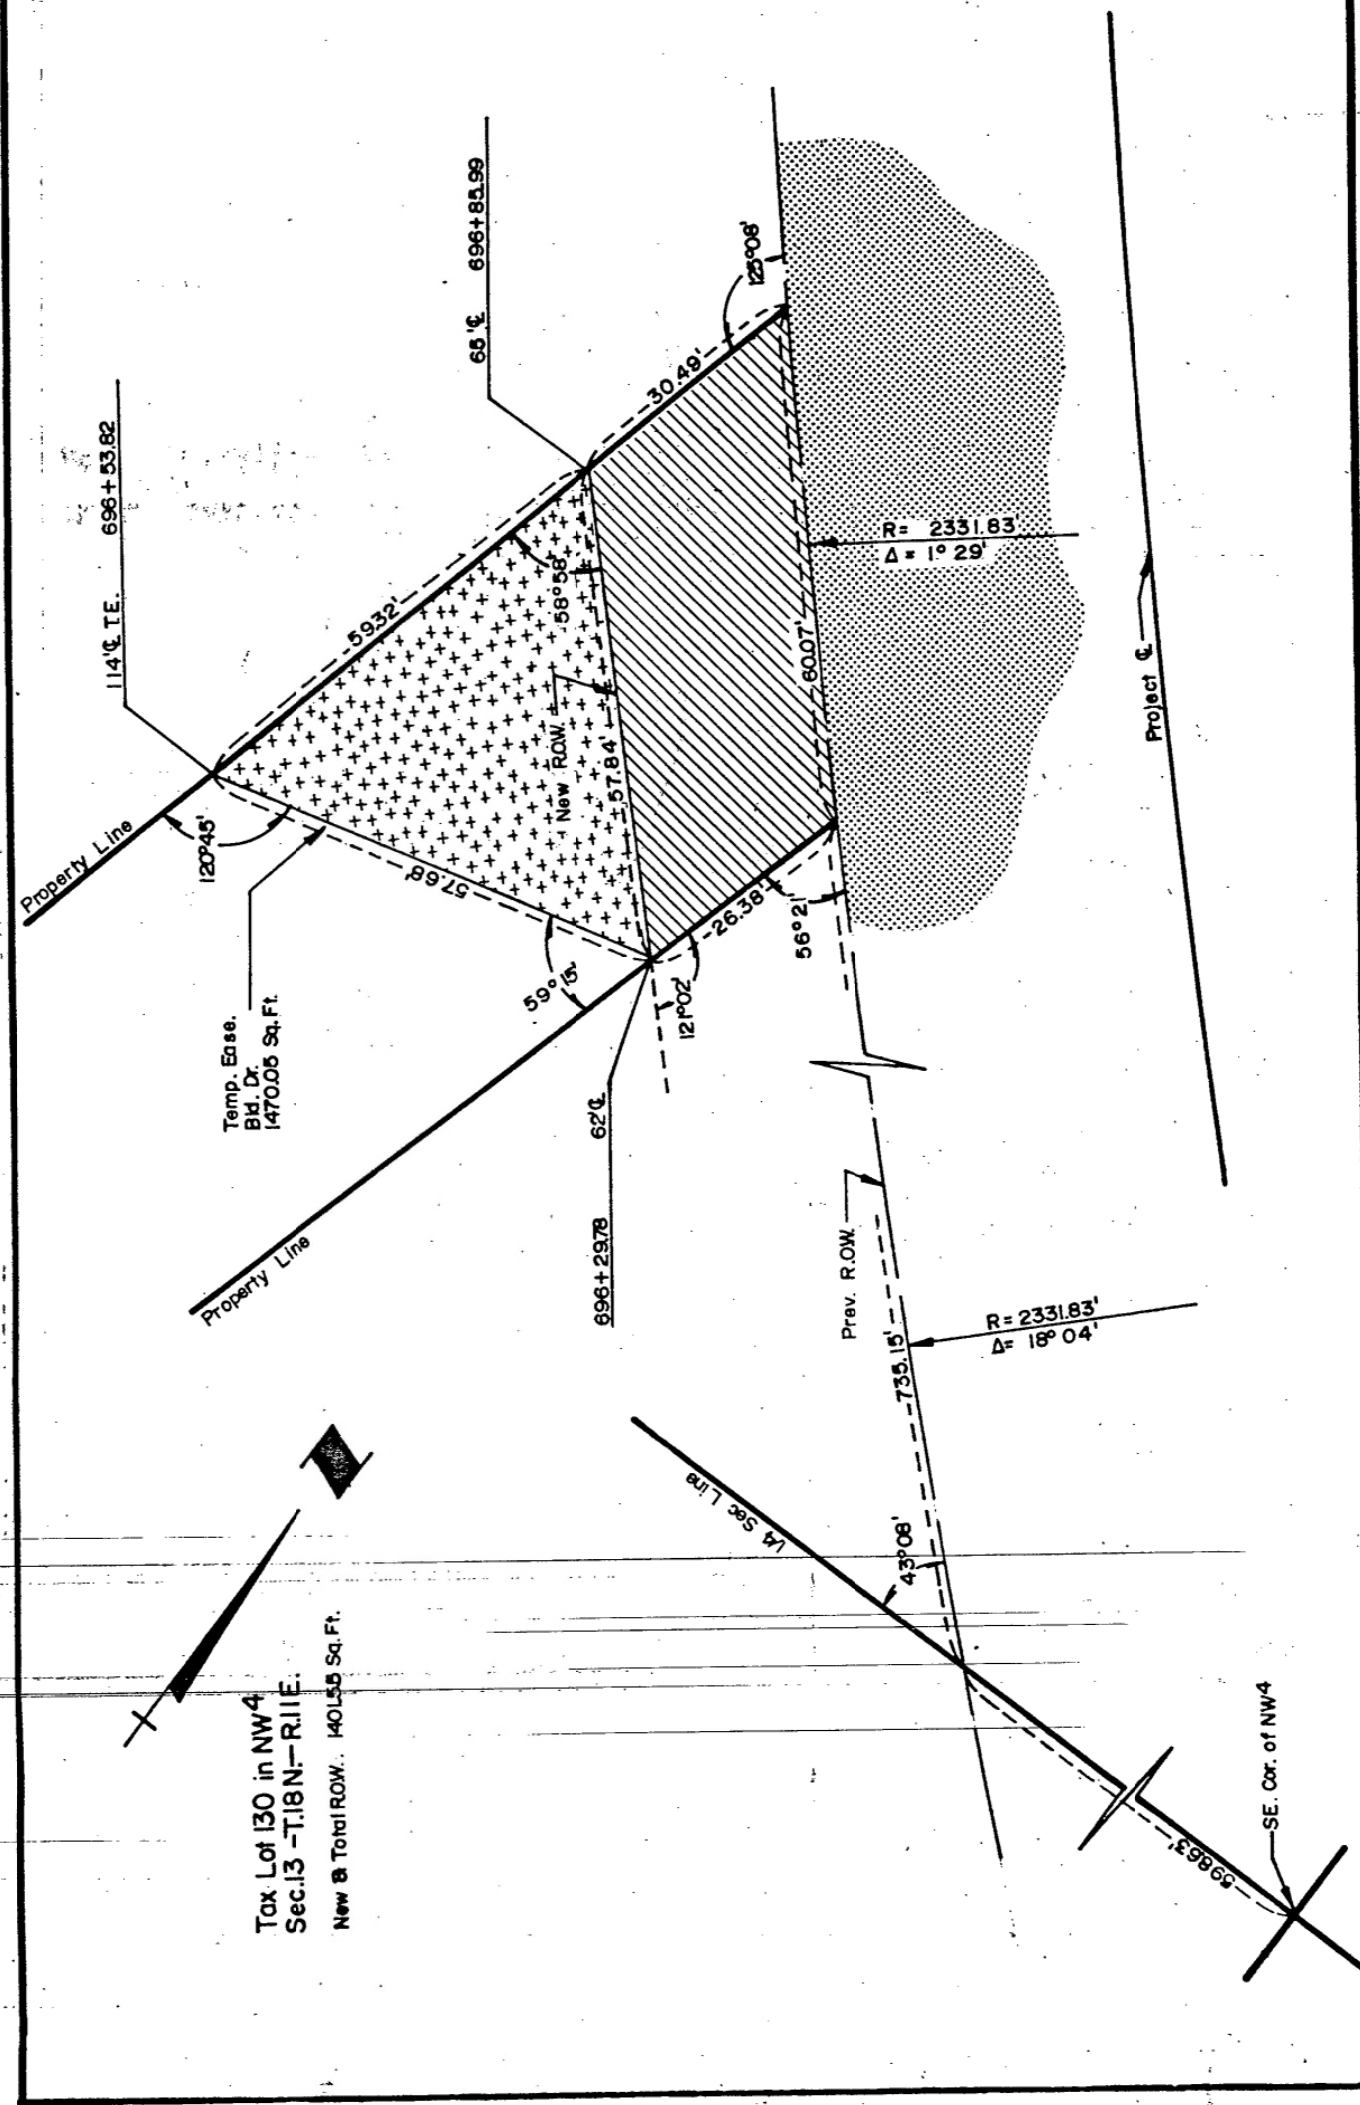 Tax Lot 130 in NW4
Sec.13 -T.18N.-R.11E.
New & Total R.O.W. 1401.55 Sq. Ft.
Property Line
Property Line
114' ℄ T.E. 696+53.82
65' ℄ 696+85.99
696+29.78 62' ℄
Temp. Ease.
Bld. Dr.
1470.05 Sq. Ft.
120°45'
59.32'
57.68'
59°15'
58°58'
New R.O.W.
57.84'
30.49'
125°08'
26.38'
121°02'
56°21'
60.07'
R= 2331.83'
Δ= 1° 29'
Project ℄
Prev. R.O.W.
735.15'
R= 2331.83'
Δ= 18° 04'
1/4 Sec Line
43°08'
598.63'
SE. Cor. of NW4